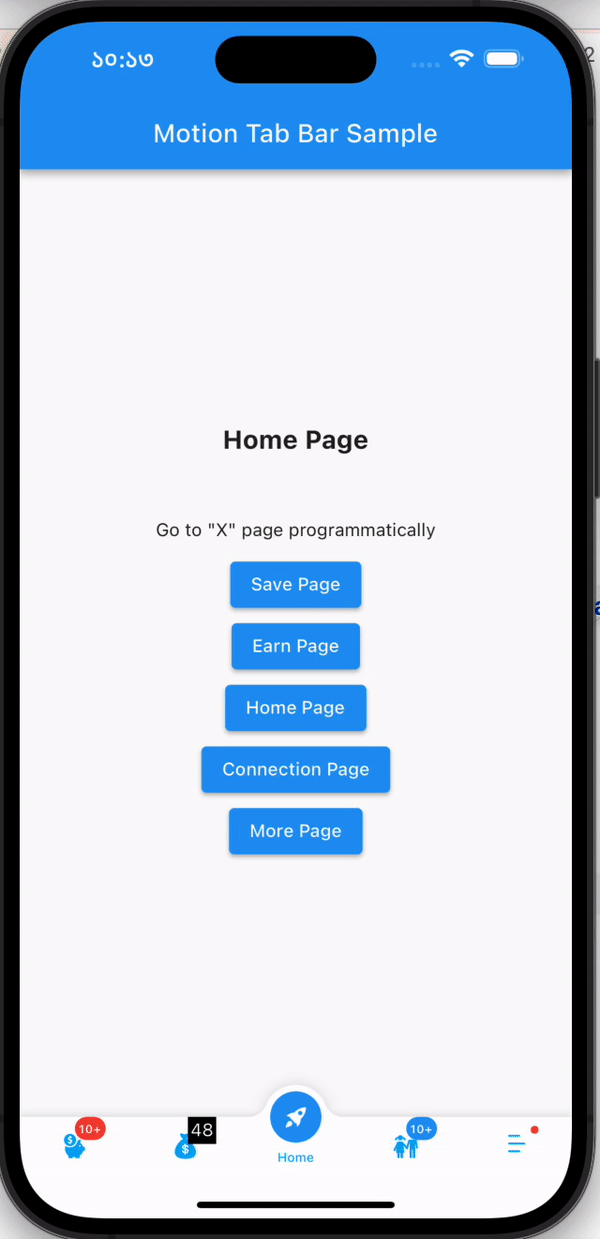 ১০:১৩
Motion Tab Bar Sample
Home Page
Go to "X" page programmatically
Save Page
Earn Page
Home Page
Connection Page
More Page
10+
48
10+
$
$
Home